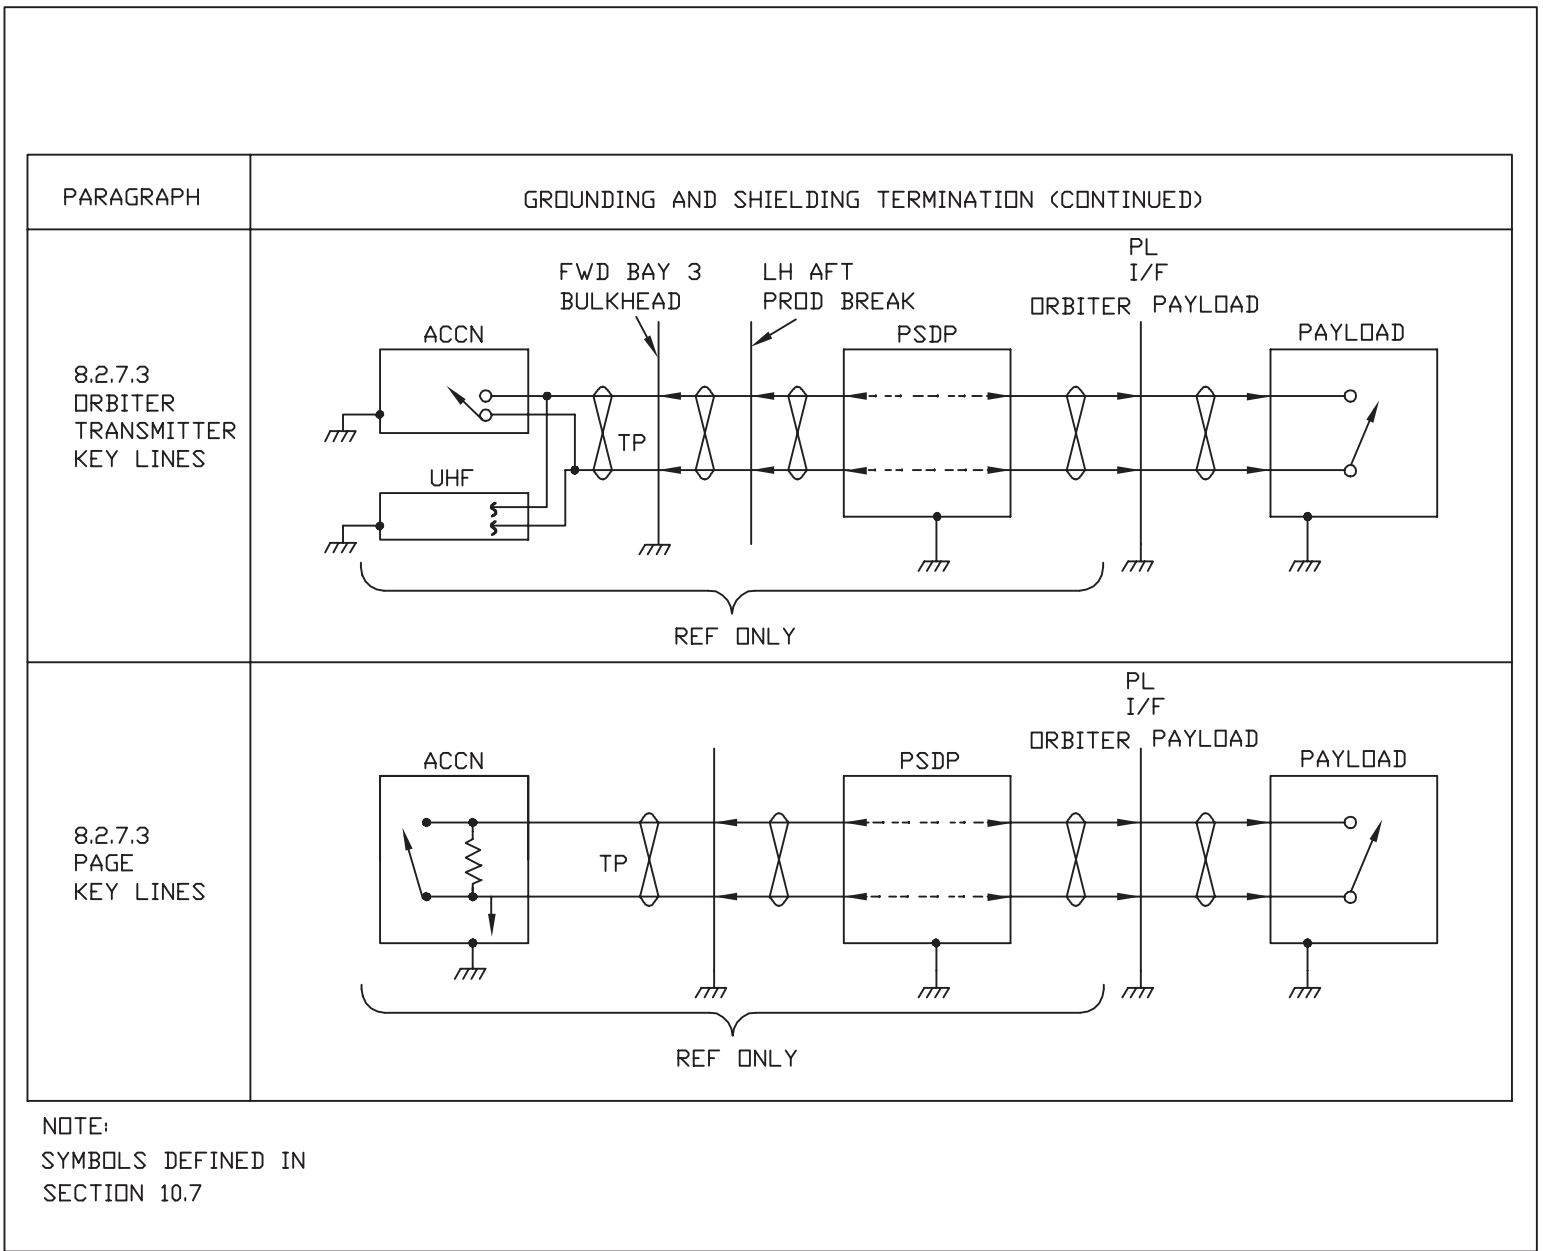 PARAGRAPH
GROUNDING AND SHIELDING TERMINATION (CONTINUED)
8.2.7.3
ORBITER
TRANSMITTER
KEY LINES
FWD BAY 3
BULKHEAD
LH AFT
PROD BREAK
PL
I/F
ORBITER PAYLOAD
ACCN
PSDP
PAYLOAD
TP
UHF
REF ONLY
8.2.7.3
PAGE
KEY LINES
PL
I/F
ORBITER PAYLOAD
ACCN
PSDP
PAYLOAD
TP
REF ONLY
NOTE:
SYMBOLS DEFINED IN
SECTION 10.7